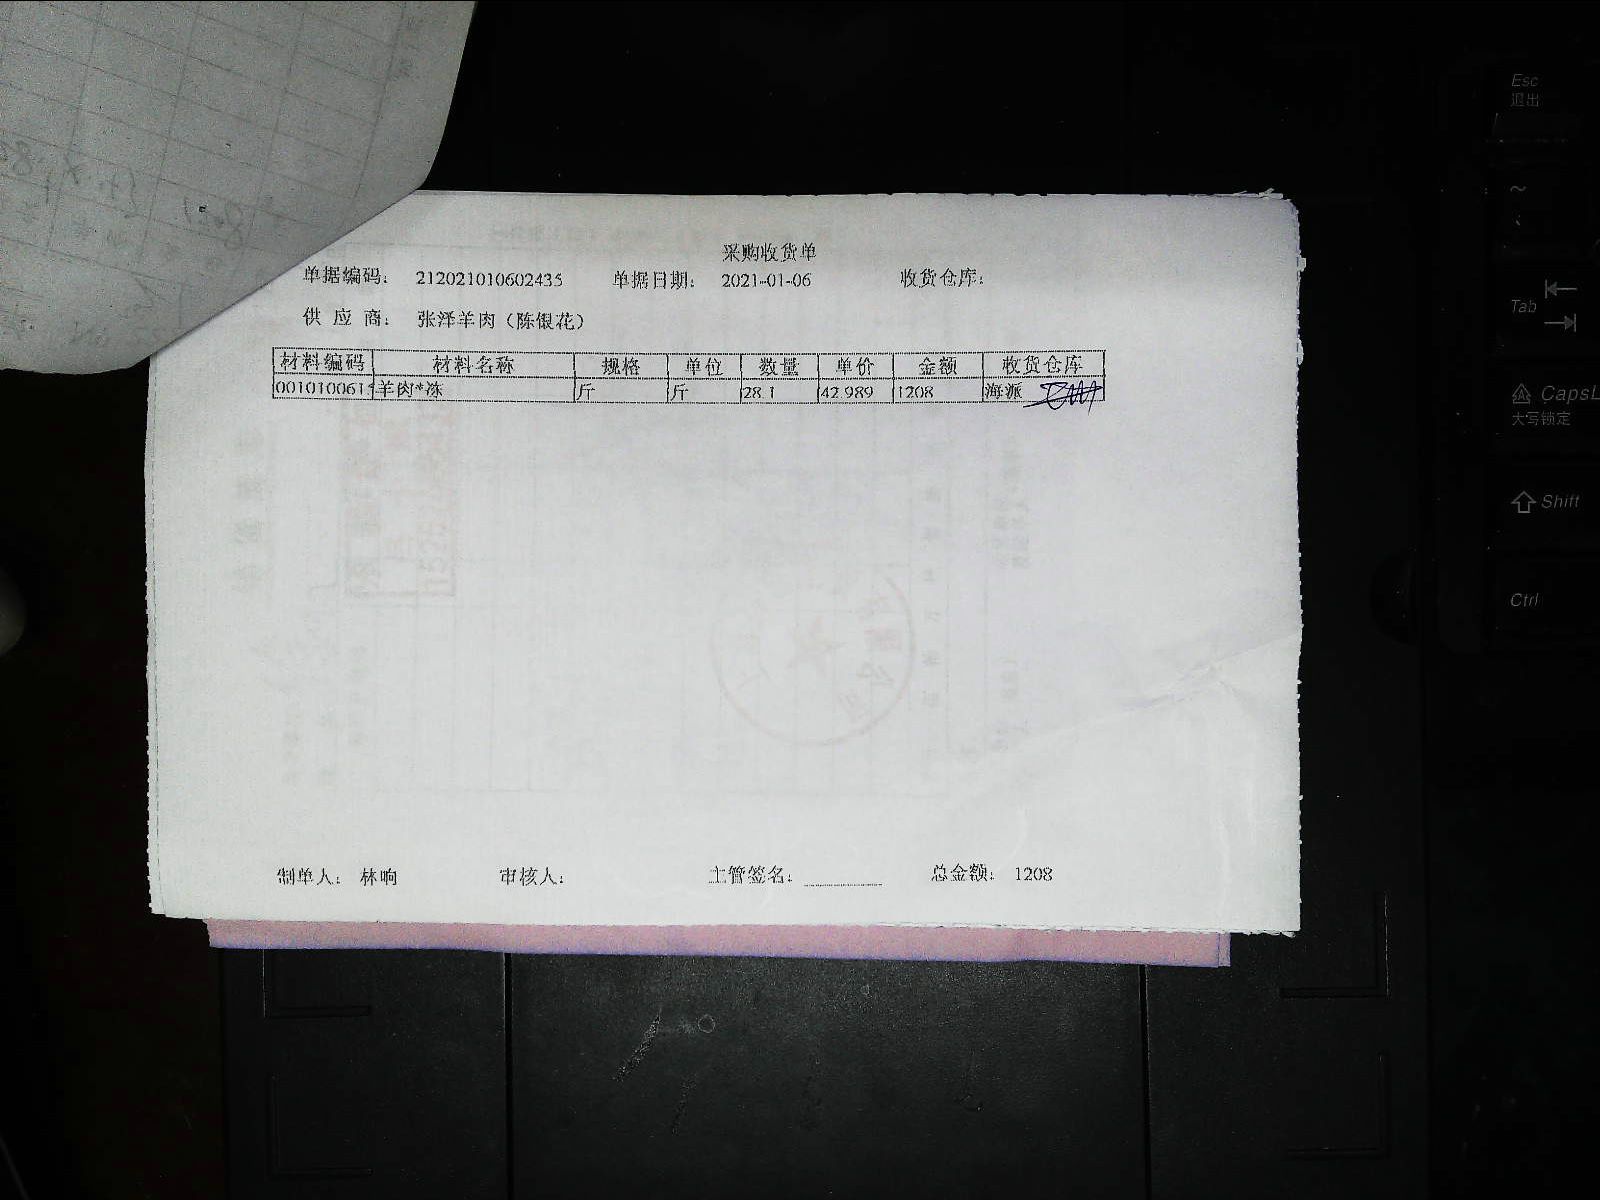 采购收货单
单据编码: 212021010602435 单据日期: 2021-01-06 收货仓库:
供应商: 张泽羊肉（陈银花）
材料编码 材料名称 规格 单位 数量 单价 金额 收货仓库
0010100615 羊肉*冻 斤 斤 28.1 42.989 1208 海派
制单人: 林响 审核人: 主管签名: 总金额: 1208
Esc
退出
~
Tab
CapsL
大写锁定
Shift
Ctrl